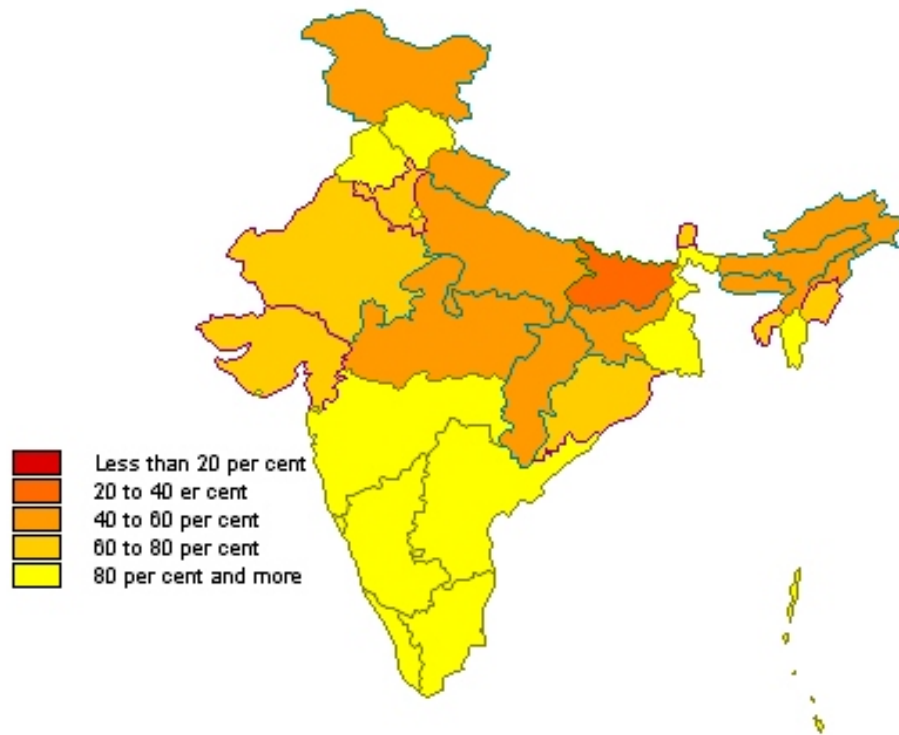 Less than 20 per cent
20 to 40 er cent
40 to 60 per cent
60 to 80 per cent
80 per cent and more